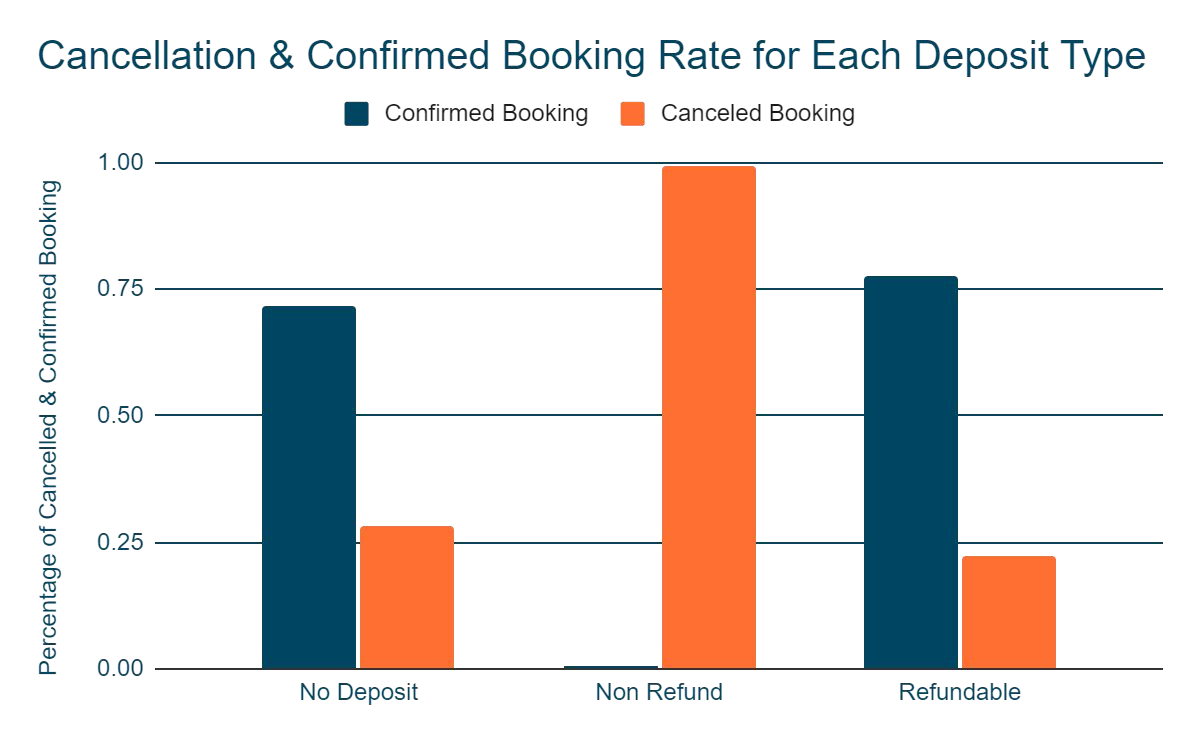 Cancellation & Confirmed Booking Rate for Each Deposit Type
Confirmed Booking
Canceled Booking
Percentage of Cancelled & Confirmed Booking
1.00
0.75
0.50
0.25
0.00
No Deposit
Non Refund
Refundable